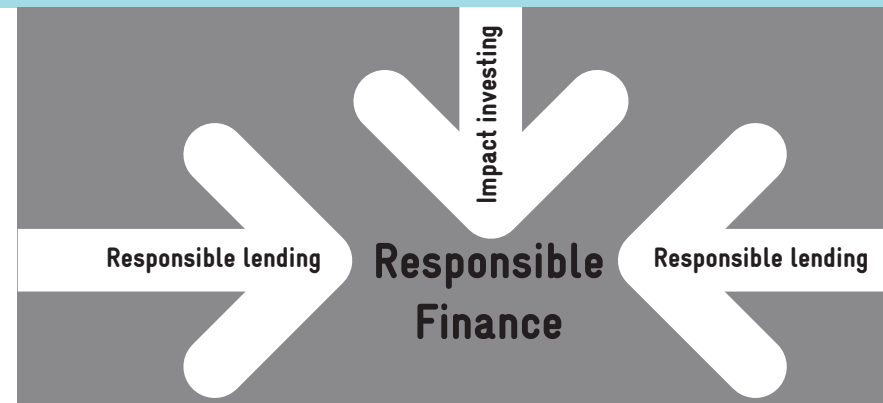 Impact investing
Responsible lending
Responsible
Finance
Responsible lending